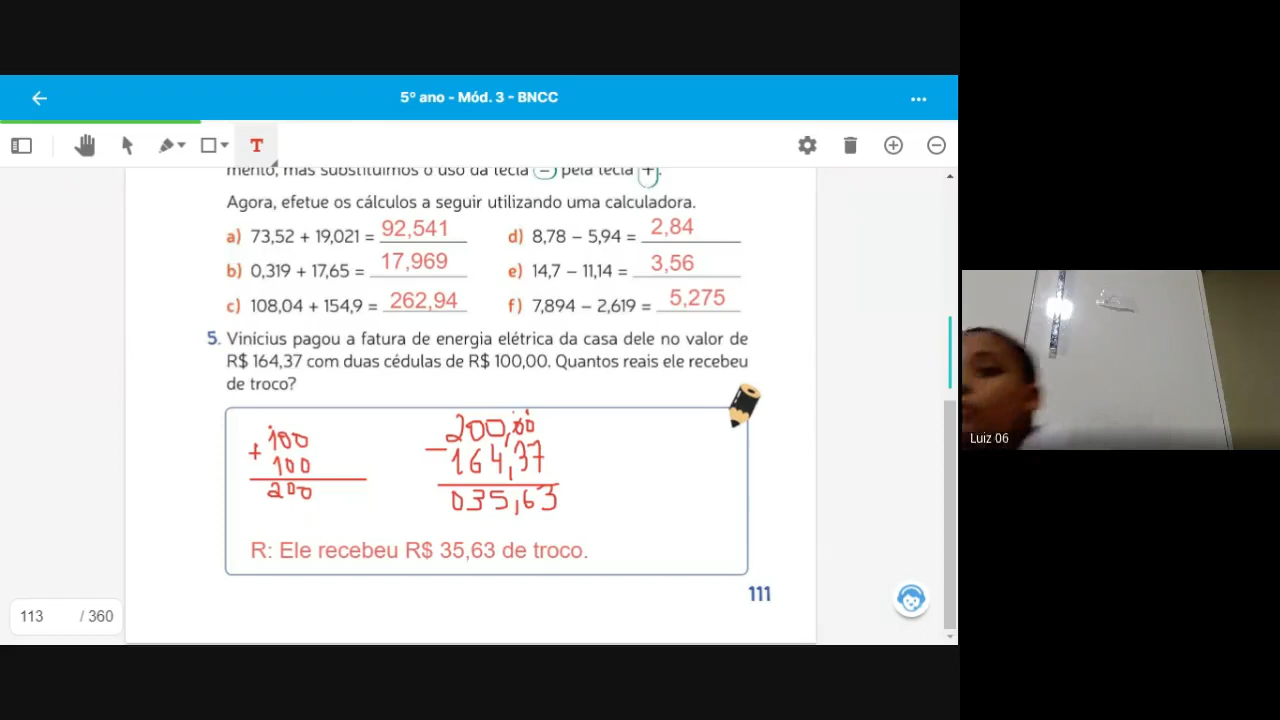 5º ano - Mód. 3 - BNCC
T
mento, mas substituímos o uso da tecla − pela tecla +.
Agora, efetue os cálculos a seguir utilizando uma calculadora.
a) 73,52 + 19,021 = 92,541
d) 8,78 − 5,94 = 2,84
b) 0,319 + 17,65 = 17,969
e) 14,7 − 11,14 = 3,56
c) 108,04 + 154,9 = 262,94
f) 7,894 − 2,619 = 5,275
5. Vinícius pagou a fatura de energia elétrica da casa dele no valor de
R$ 164,37 com duas cédulas de R$ 100,00. Quantos reais ele recebeu
de troco?
100
+ 100
200
200,00
− 164,37
035,63
R: Ele recebeu R$ 35,63 de troco.
111
113 / 360
Luiz 06